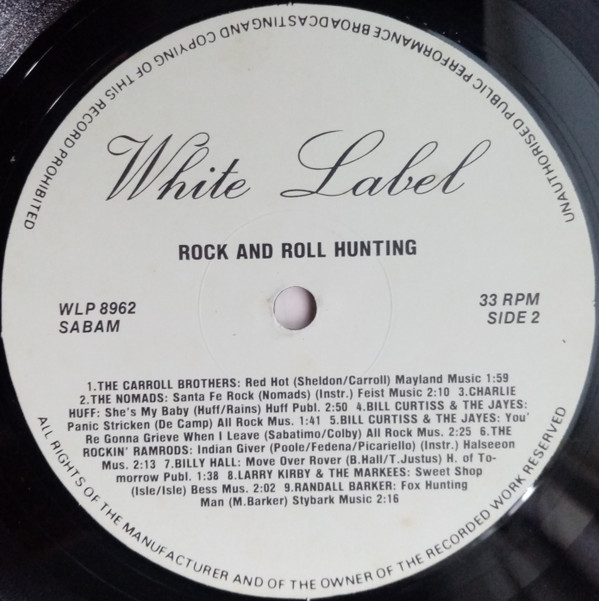 UNAUTHORISED PUBLIC PERFORMANCE BROADCASTING AND COPYING OF THIS RECORD PROHIBITED
White Label
ROCK AND ROLL HUNTING
WLP 8962
SABAM
33 RPM
SIDE 2
1.THE CARROLL BROTHERS: Red Hot (Sheldon/Carroll) Mayland Music 1:59
2.THE NOMADS: Santa Fe Rock (Nomads) (Instr.) Feist Music 2:10 3.CHARLIE
HUFF: She's My Baby (Huff/Rains) Huff Publ. 2:50 4.BILL CURTISS & THE JAYES:
Panic Stricken (De Camp) All Rock Mus. 1:41 5.BILL CURTISS & THE JAYES: You'
Re Gonna Grieve When I Leave (Sabatimo/Colby) All Rock Mus. 2:25 6.THE
ROCKIN' RAMRODS: Indian Giver (Poole/Fedena/Picariello) (Instr.) Halseeon
Mus. 2:13 7.BILLY HALL: Move Over Rover (B.Hall/T.Justus) H. of To-
morrow Publ. 1:38 8.LARRY KIRBY & THE MARKEES: Sweet Shop
(Isle/Isle) Bess Mus. 2:02 9.RANDALL BARKER: Fox Hunting
Man (M.Barker) Stybark Music 2:16
ALL RIGHTS OF THE MANUFACTURER AND OF THE OWNER OF THE RECORDED WORK RESERVED